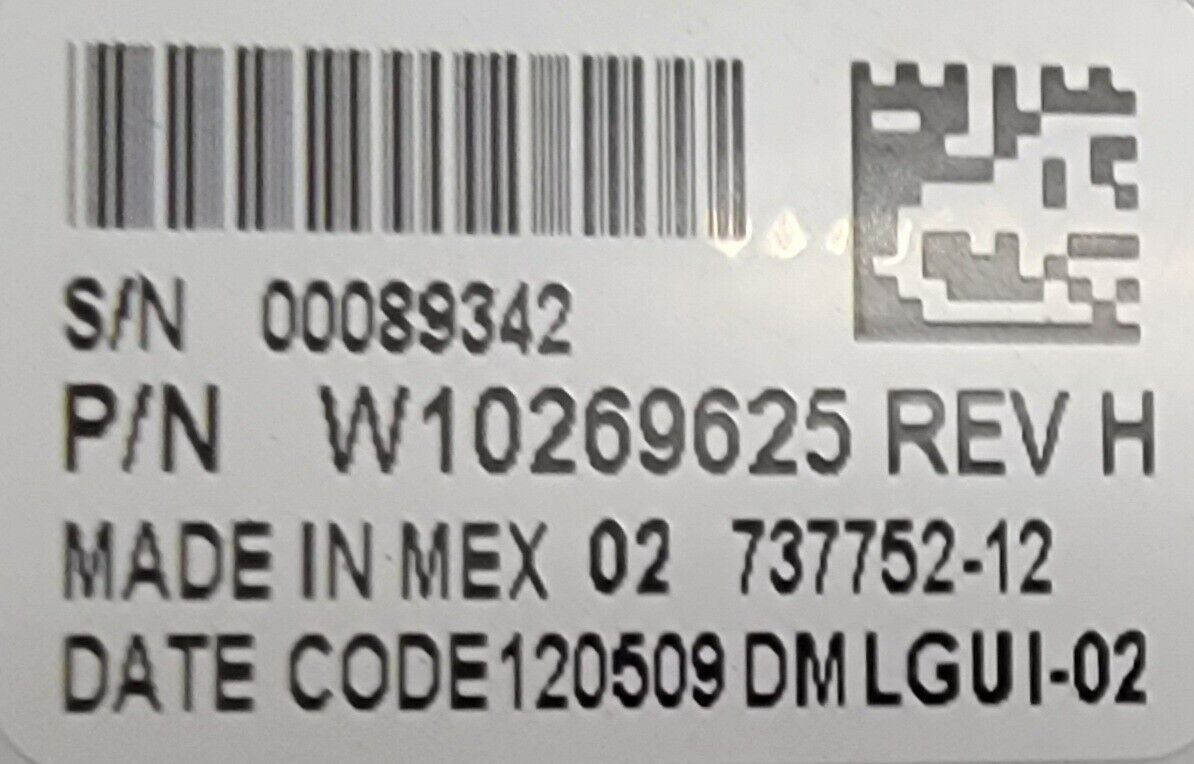 S/N 00089342
P/N W10269625 REV H
MADE IN MEX 02 737752-12
DATE CODE120509 DM LGUI-02